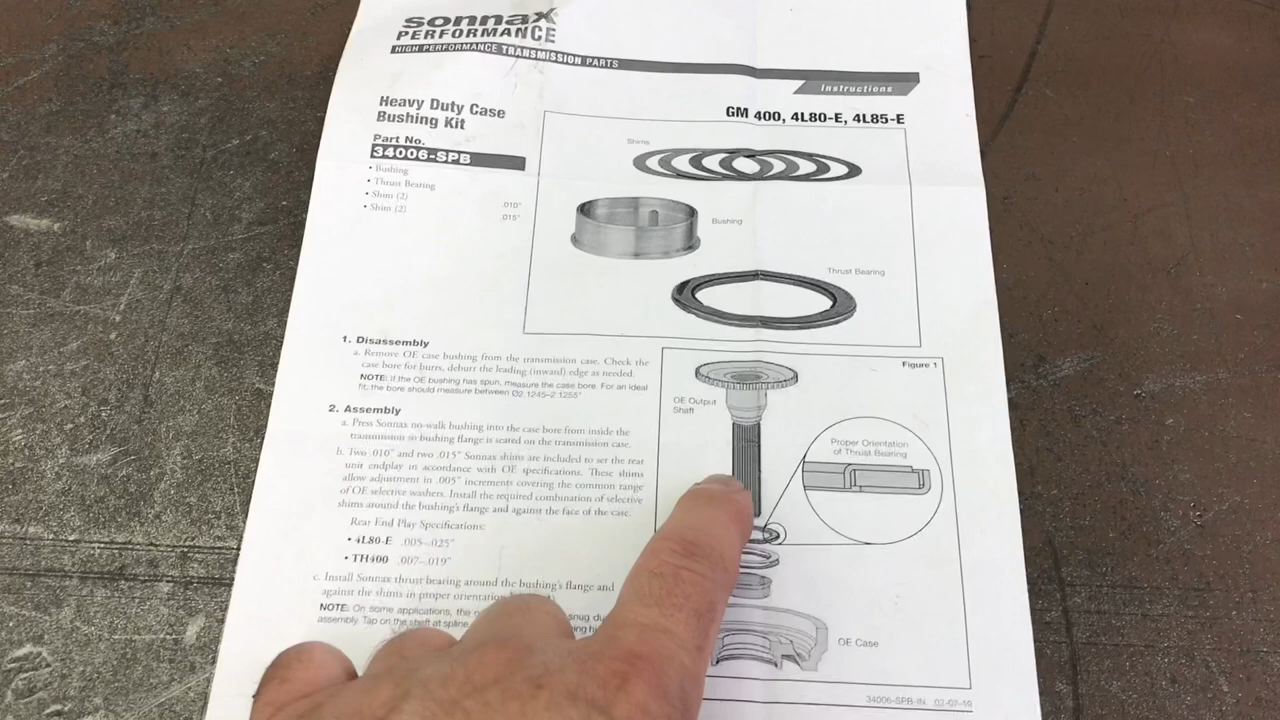 sonnax
PERFORMANCE
HIGH PERFORMANCE TRANSMISSION PARTS
Instructions
Heavy Duty Case
Bushing Kit
Part No.
34006-SPB
• Bushing
• Thrust Bearing
• Shim (2) .010"
• Shim (2) .015"
GM 400, 4L80-E, 4L85-E
Shims
Bushing
Thrust Bearing
1. Disassembly
a. Remove OE case bushing from the transmission case. Check the
case bore for burrs, deburr the leading (inward) edge as needed.
NOTE: If the OE bushing has spun, measure the case bore. For an ideal
fit, the bore should measure between Ø2.1245–2.1255"
2. Assembly
a. Press Sonnax no-walk bushing into the case bore from inside the
transmission so bushing flange is seated on the transmission case.
b. Two .010" and two .015" Sonnax shims are included to set the rear
unit endplay in accordance with OE specifications. These shims
allow adjustment in .005" increments covering the common range
of OE selective washers. Install the required combination of selective
shims around the bushing's flange and against the face of the case.
Rear End Play Specifications:
• 4L80-E .005–.025"
• TH400 .007–.019"
c. Install Sonnax thrust bearing around the bushing's flange and
against the shims in proper orientation
NOTE: On some applications, the snug
assembly. Tap on the shaft at spline
Figure 1
OE Output
Shaft
Proper Orientation
of Thrust Bearing
OE Case
34006-SPB-IN 02-07-19